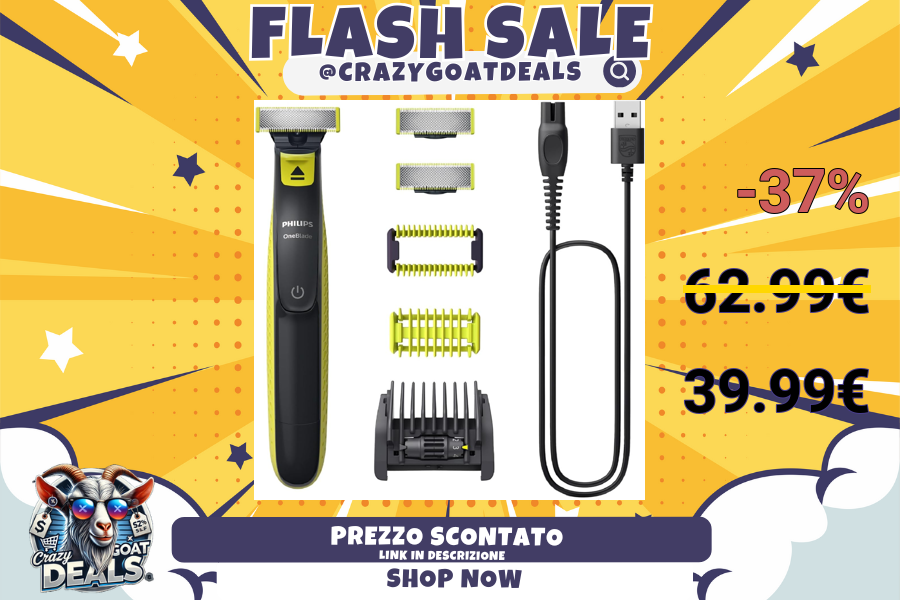 FLASH SALE
@CRAZYGOATDEALS
-37%
62.99€
39.99€
PHILIPS
OneBlade
PREZZO SCONTATO
LINK IN DESCRIZIONE
SHOP NOW
$
52%
Crazy
GOAT
DEALS